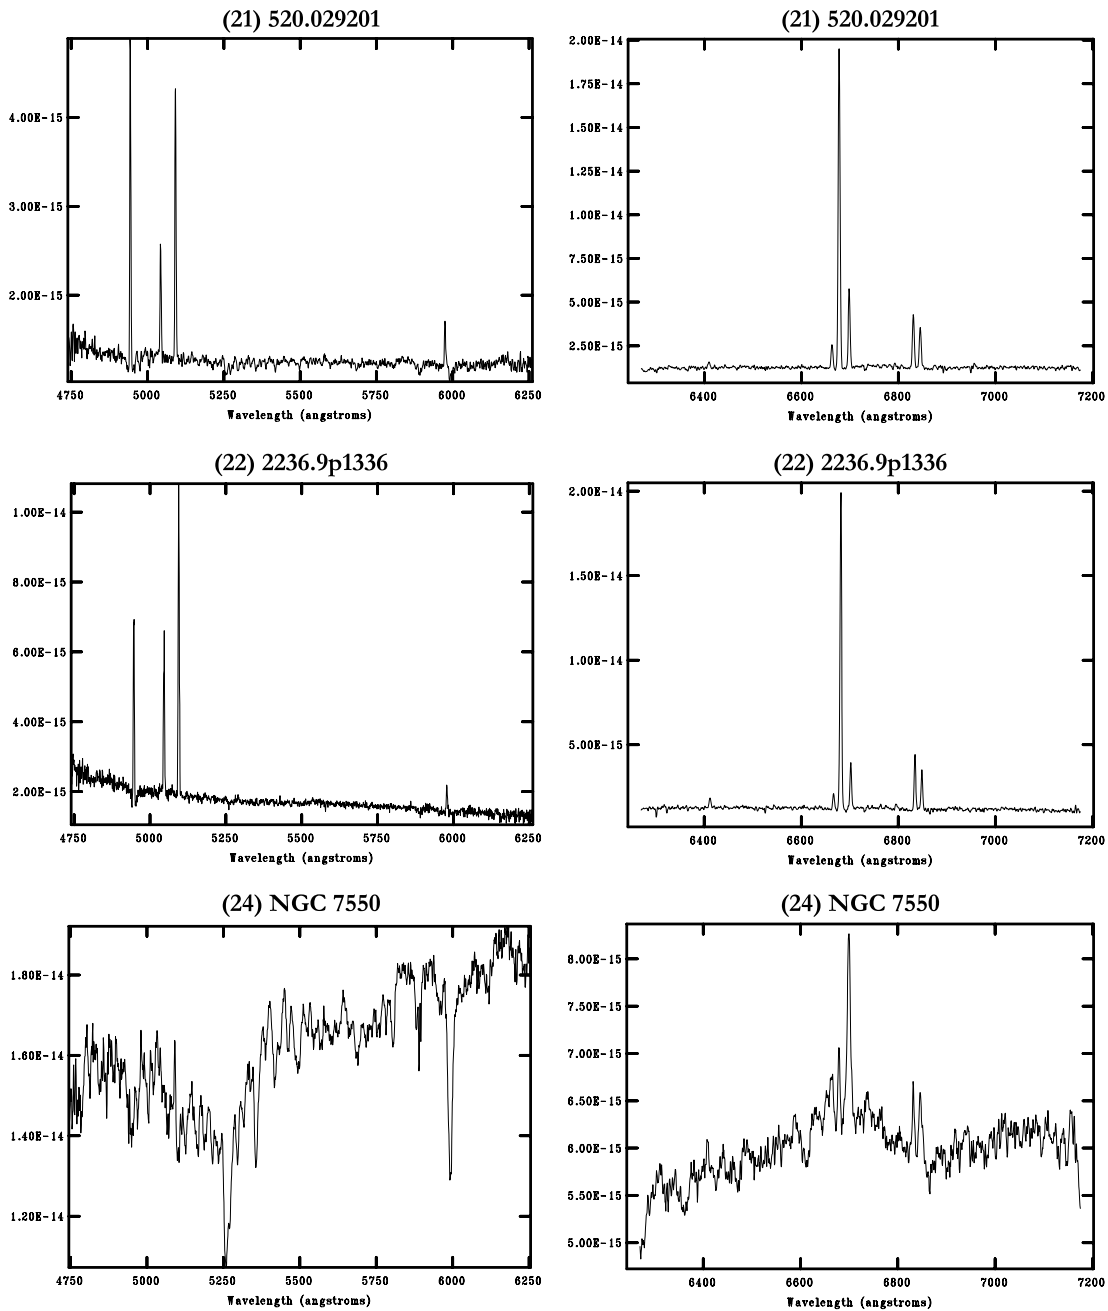 (21) 520.029201
4.00E-15
3.00E-15
2.00E-15
4750 5000 5250 5500 5750 6000 6250
Wavelength (angstroms)
(21) 520.029201
2.00E-14
1.75E-14
1.50E-14
1.25E-14
1.00E-14
7.50E-15
5.00E-15
2.50E-15
6400 6600 6800 7000 7200
Wavelength (angstroms)
(22) 2236.9p1336
1.00E-14
8.00E-15
6.00E-15
4.00E-15
2.00E-15
4750 5000 5250 5500 5750 6000 6250
Wavelength (angstroms)
(22) 2236.9p1336
2.00E-14
1.50E-14
1.00E-14
5.00E-15
6400 6600 6800 7000 7200
Wavelength (angstroms)
(24) NGC 7550
1.80E-14
1.60E-14
1.40E-14
1.20E-14
4750 5000 5250 5500 5750 6000 6250
Wavelength (angstroms)
(24) NGC 7550
8.00E-15
7.50E-15
7.00E-15
6.50E-15
6.00E-15
5.50E-15
5.00E-15
6400 6600 6800 7000 7200
Wavelength (angstroms)